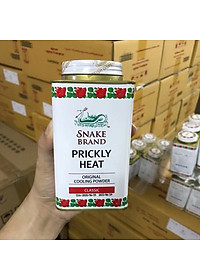 SNAKE
BRAND
PRICKLY
HEAT
ORIGINAL
COOLING POWDER
CLASSIC